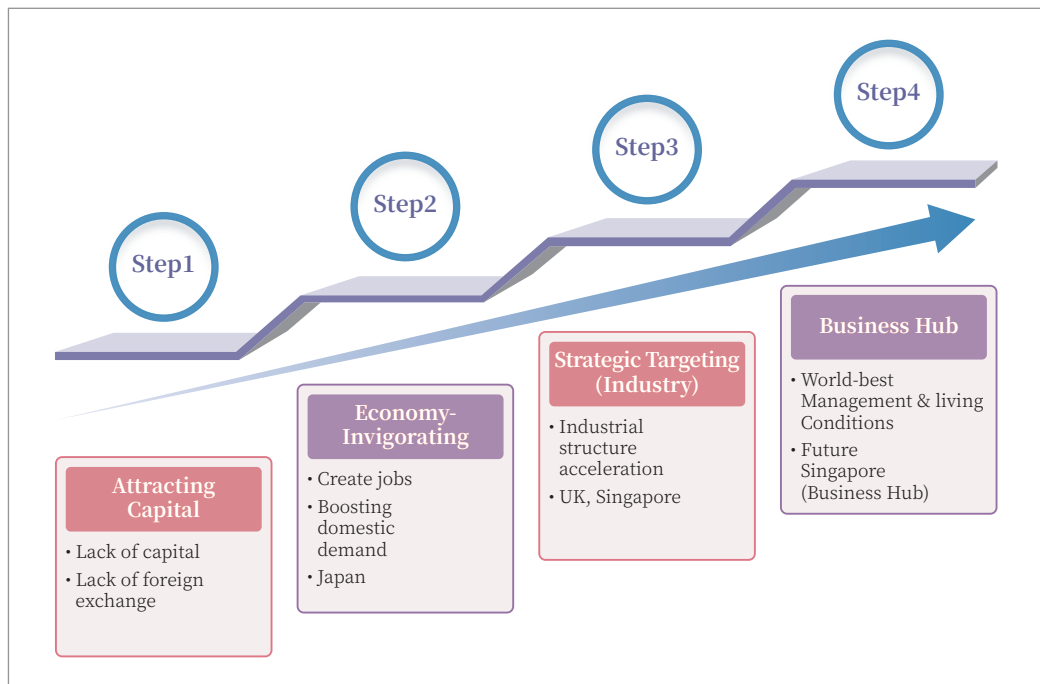 Step1
Step2
Step3
Step4
Attracting
Capital
• Lack of capital
• Lack of foreign
exchange
Economy-
Invigorating
• Create jobs
• Boosting
domestic
demand
• Japan
Strategic Targeting
(Industry)
• Industrial
structure
acceleration
• UK, Singapore
Business Hub
• World-best
Management & living
Conditions
• Future
Singapore
(Business Hub)